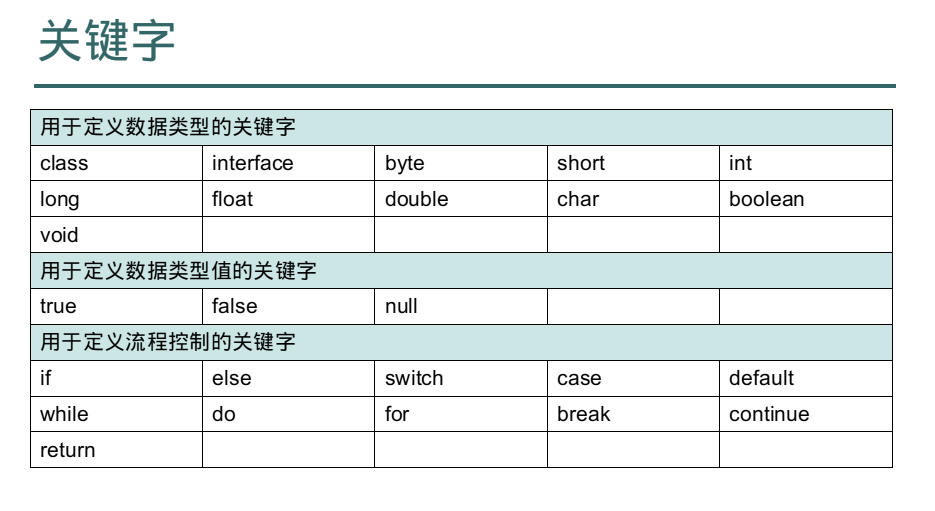 关键字
用于定义数据类型的关键字
class interface byte short int
long float double char boolean
void
用于定义数据类型值的关键字
true false null
用于定义流程控制的关键字
if else switch case default
while do for break continue
return